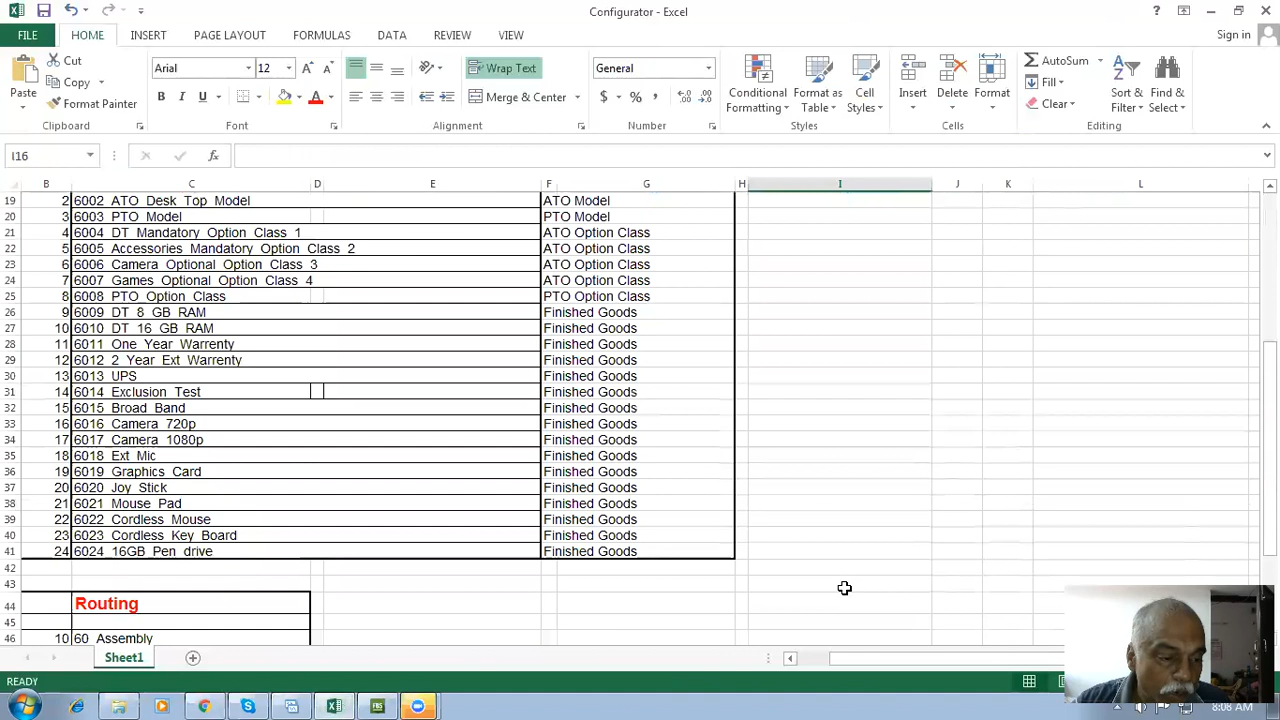 Configurator - Excel
?
FILE
HOME
INSERT
PAGE LAYOUT
FORMULAS
DATA
REVIEW
VIEW
Sign in
Paste
Cut
Copy
Format Painter
Clipboard
Arial
12
B I U
Font
Wrap Text
Merge & Center
Alignment
General
$ % ,
Number
Conditional Formatting
Format as Table
Cell Styles
Styles
Insert
Delete
Format
Cells
AutoSum
Fill
Clear
Sort & Filter
Find & Select
Editing
I16
fx
B C D E F G H I J K L
19 2 6002 ATO Desk Top Model ATO Model
20 3 6003 PTO Model PTO Model
21 4 6004 DT Mandatory Option Class 1 ATO Option Class
22 5 6005 Accessories Mandatory Option Class 2 ATO Option Class
23 6 6006 Camera Optional Option Class 3 ATO Option Class
24 7 6007 Games Optional Option Class 4 ATO Option Class
25 8 6008 PTO Option Class PTO Option Class
26 9 6009 DT 8 GB RAM Finished Goods
27 10 6010 DT 16 GB RAM Finished Goods
28 11 6011 One Year Warrenty Finished Goods
29 12 6012 2 Year Ext Warrenty Finished Goods
30 13 6013 UPS Finished Goods
31 14 6014 Exclusion Test Finished Goods
32 15 6015 Broad Band Finished Goods
33 16 6016 Camera 720p Finished Goods
34 17 6017 Camera 1080p Finished Goods
35 18 6018 Ext Mic Finished Goods
36 19 6019 Graphics Card Finished Goods
37 20 6020 Joy Stick Finished Goods
38 21 6021 Mouse Pad Finished Goods
39 22 6022 Cordless Mouse Finished Goods
40 23 6023 Cordless Key Board Finished Goods
41 24 6024 16GB Pen drive Finished Goods
42
43
44 Routing
45
46 10 60 Assembly
Sheet1
READY
8:08 AM